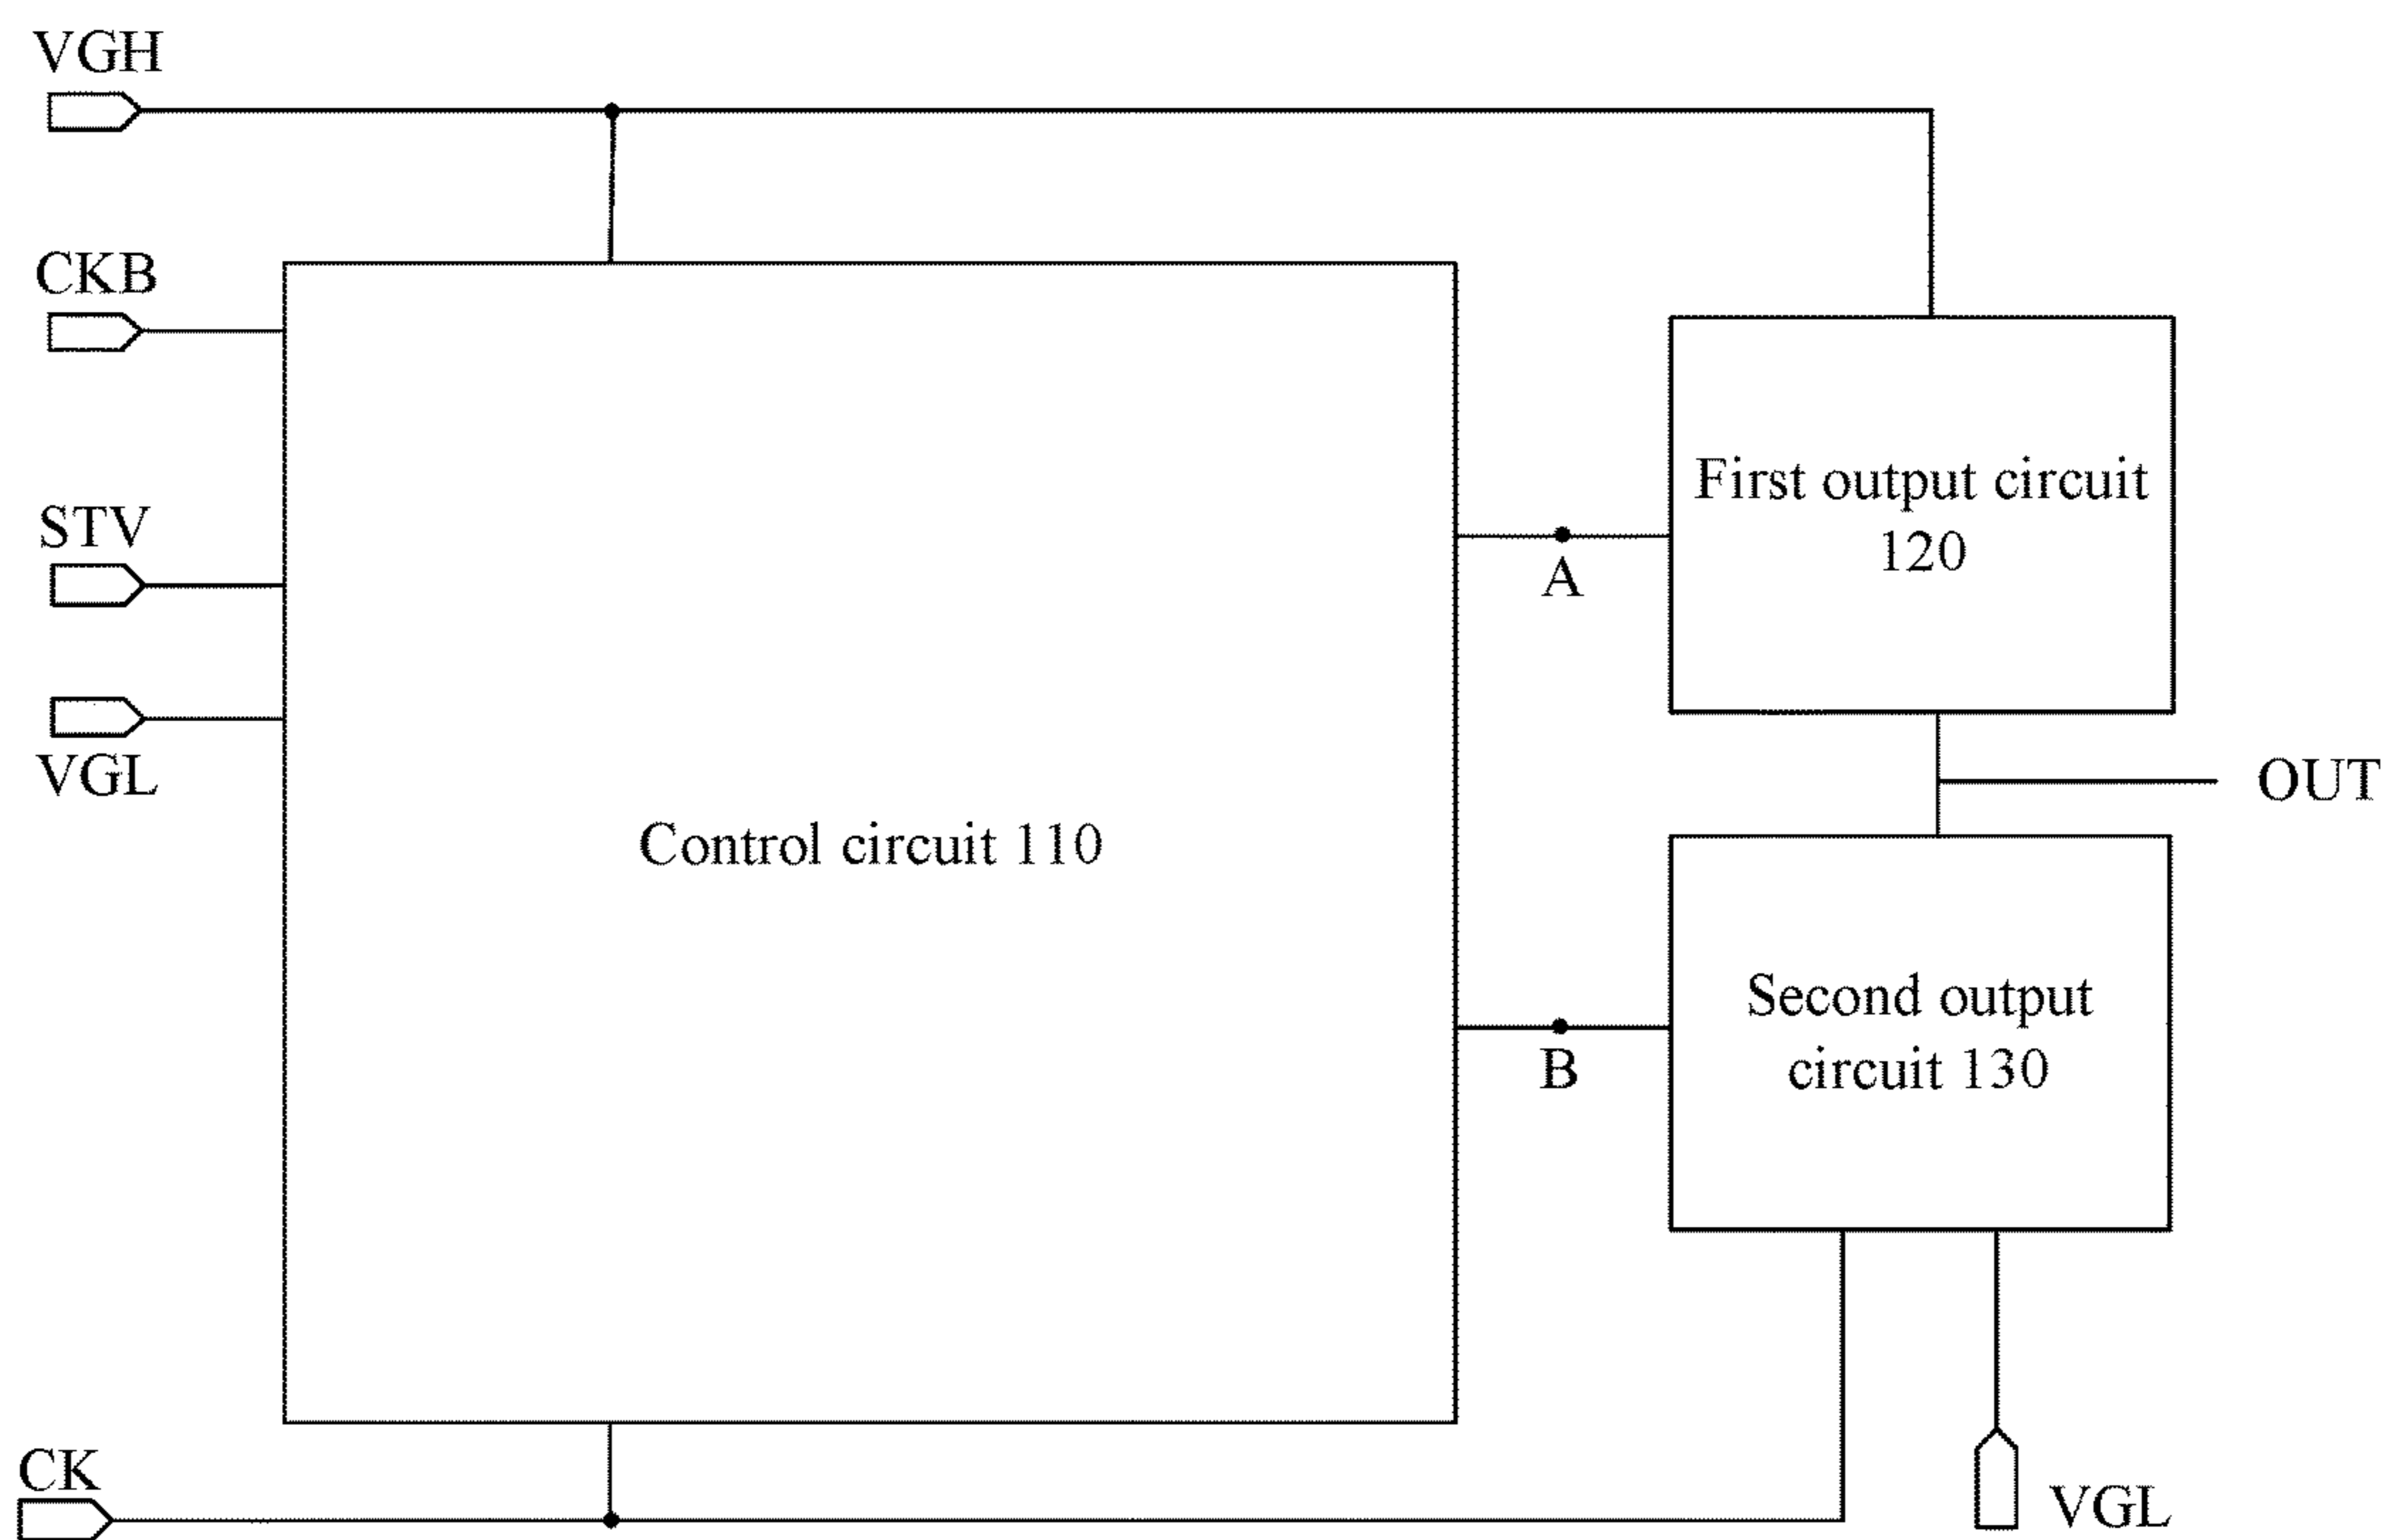 VGH
CKB
STV
VGL
CK
Control circuit 110
A
B
First output circuit
120
OUT
Second output
circuit 130
VGL